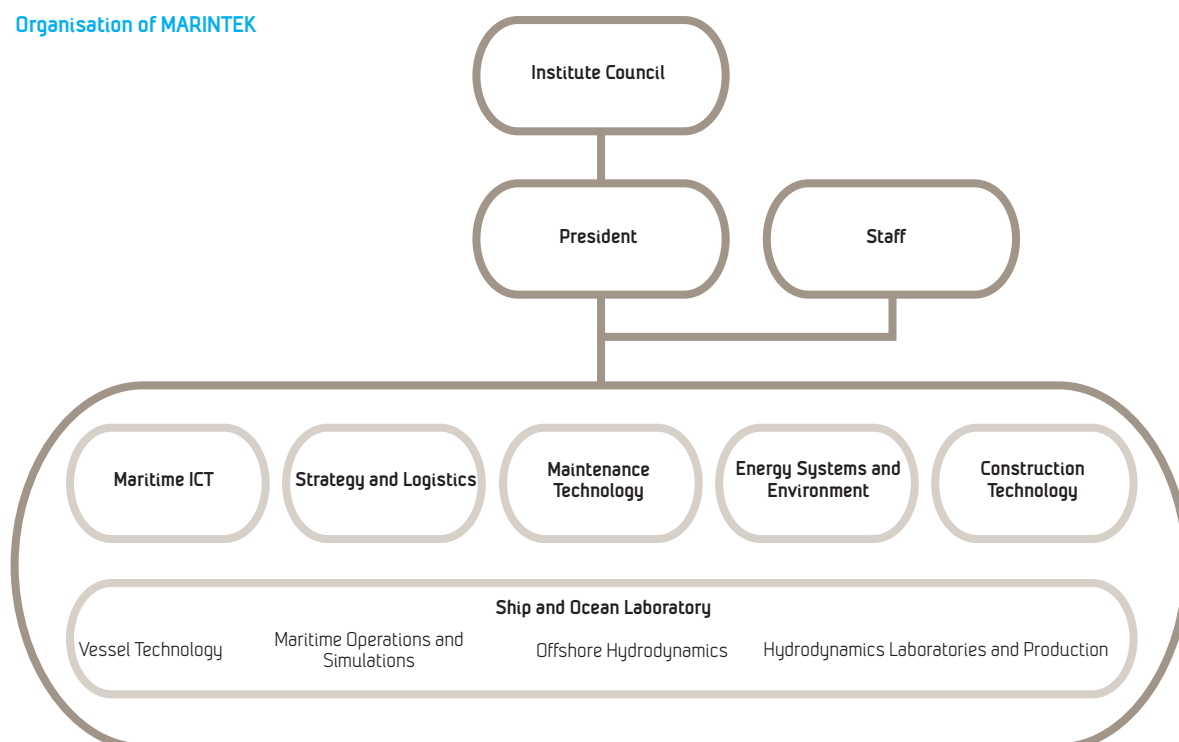 Organisation of MARINTEK
Institute Council
President
Staff
Maritime ICT
Strategy and Logistics
Maintenance
Technology
Energy Systems and
Environment
Construction
Technology
Ship and Ocean Laboratory
Vessel Technology
Maritime Operations and
Simulations
Offshore Hydrodynamics
Hydrodynamics Laboratories and Production